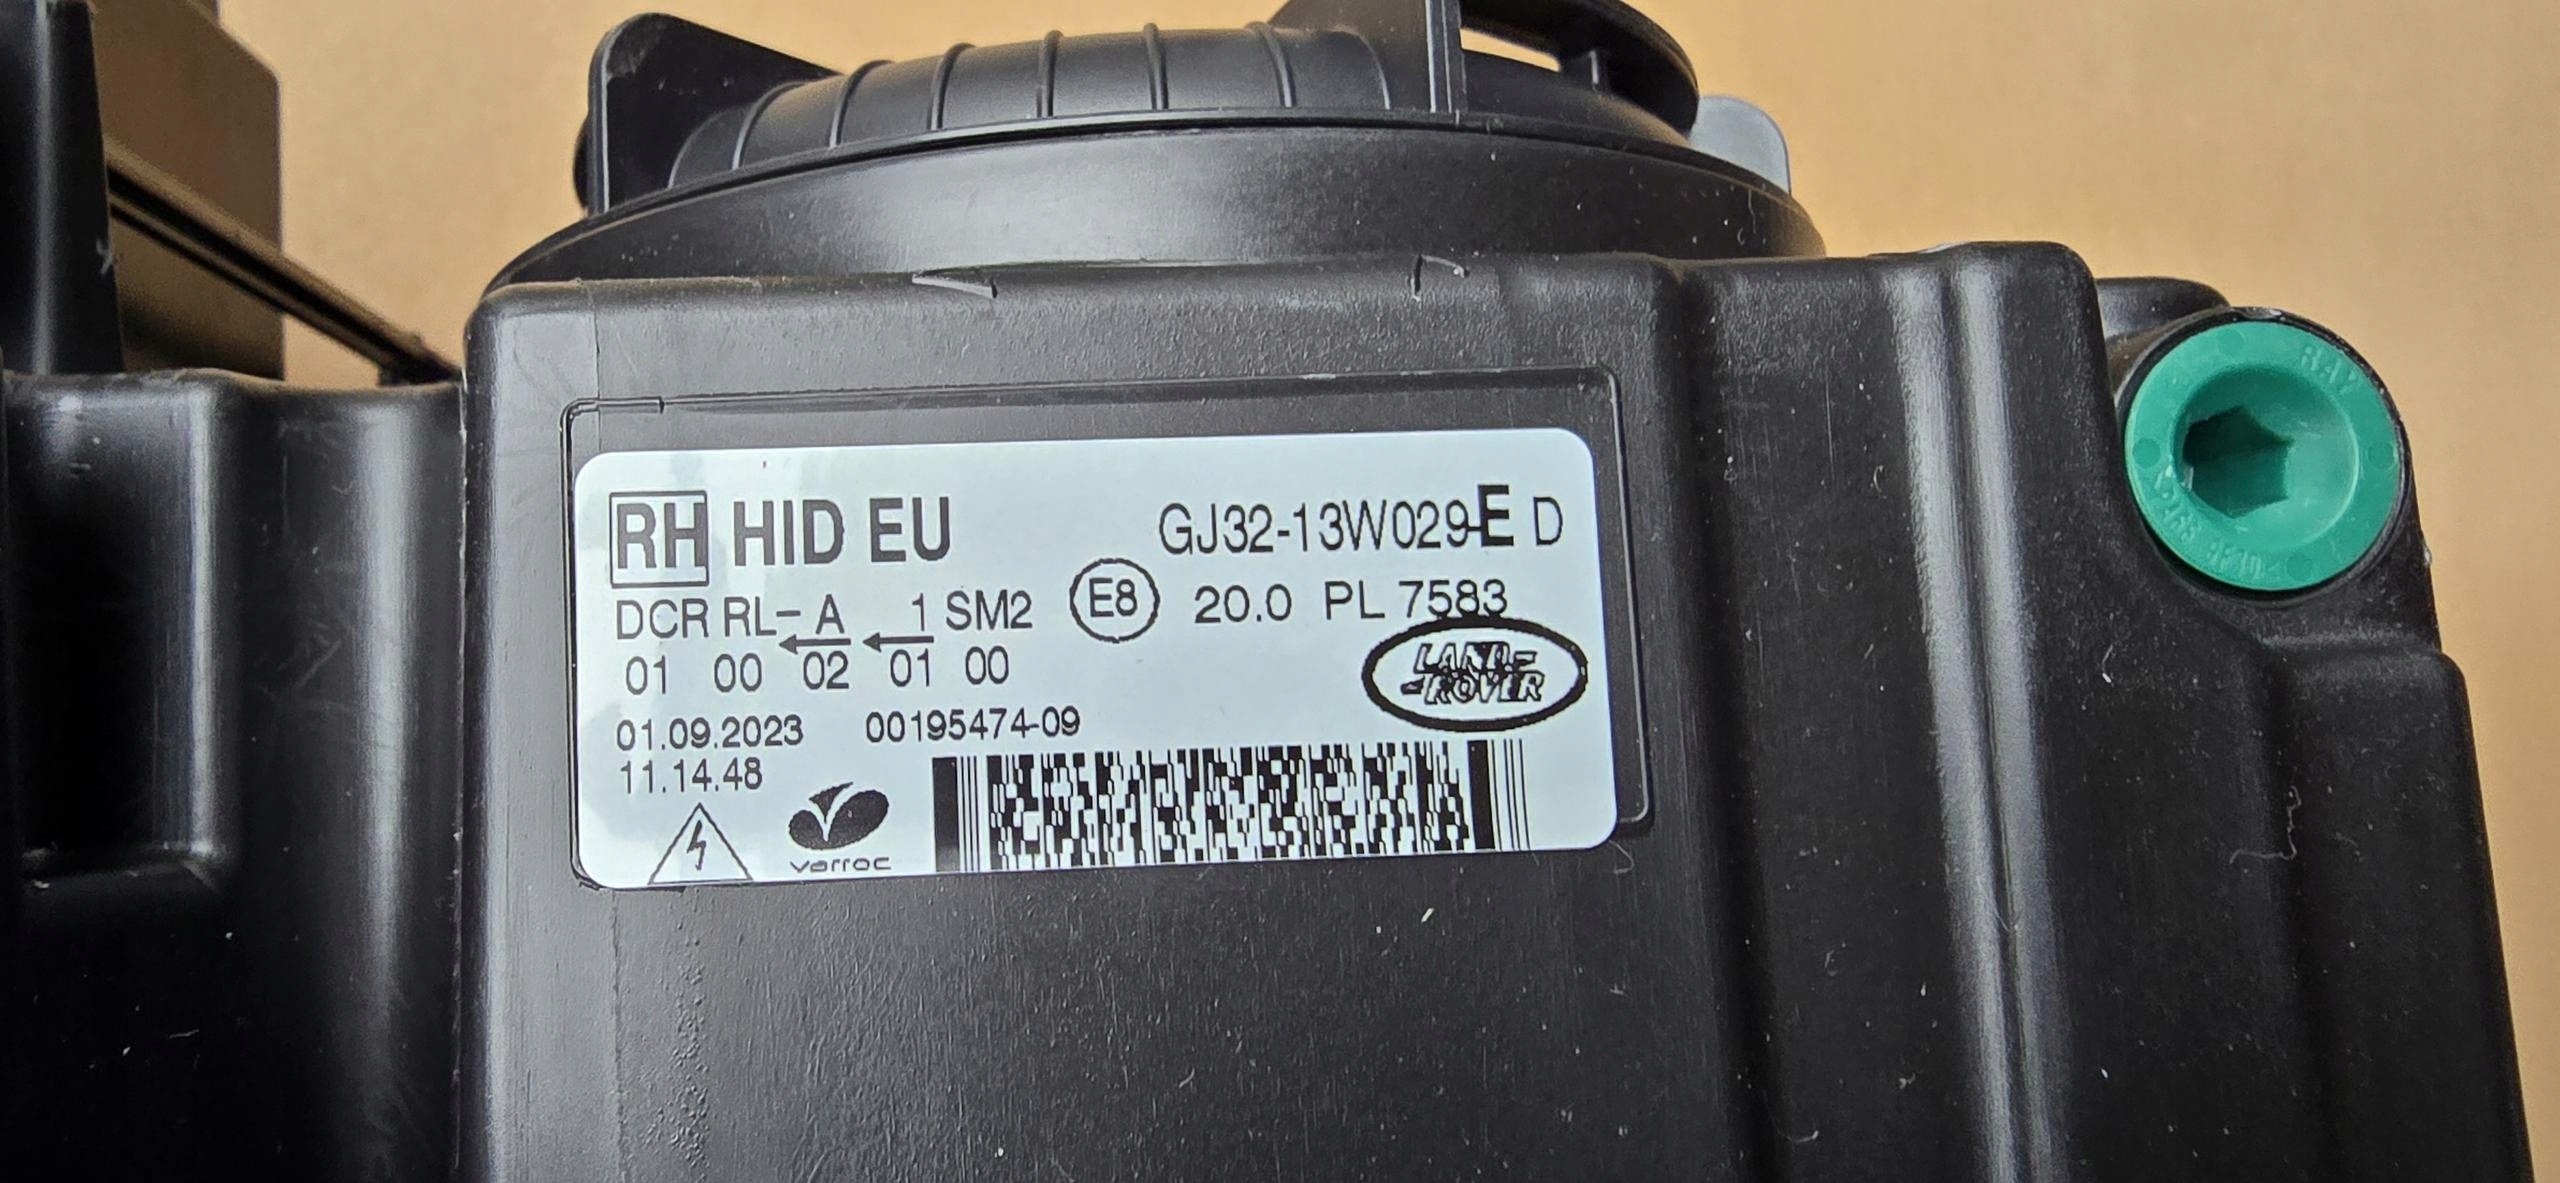 RH HID EU GJ32-13W029-E D
DCR RL- A 1 SM2 E8 20.0 PL 7583
01 00 02 01 00
LAND-
-ROVER
01.09.2023 00195474-09
11.14.48
varroc